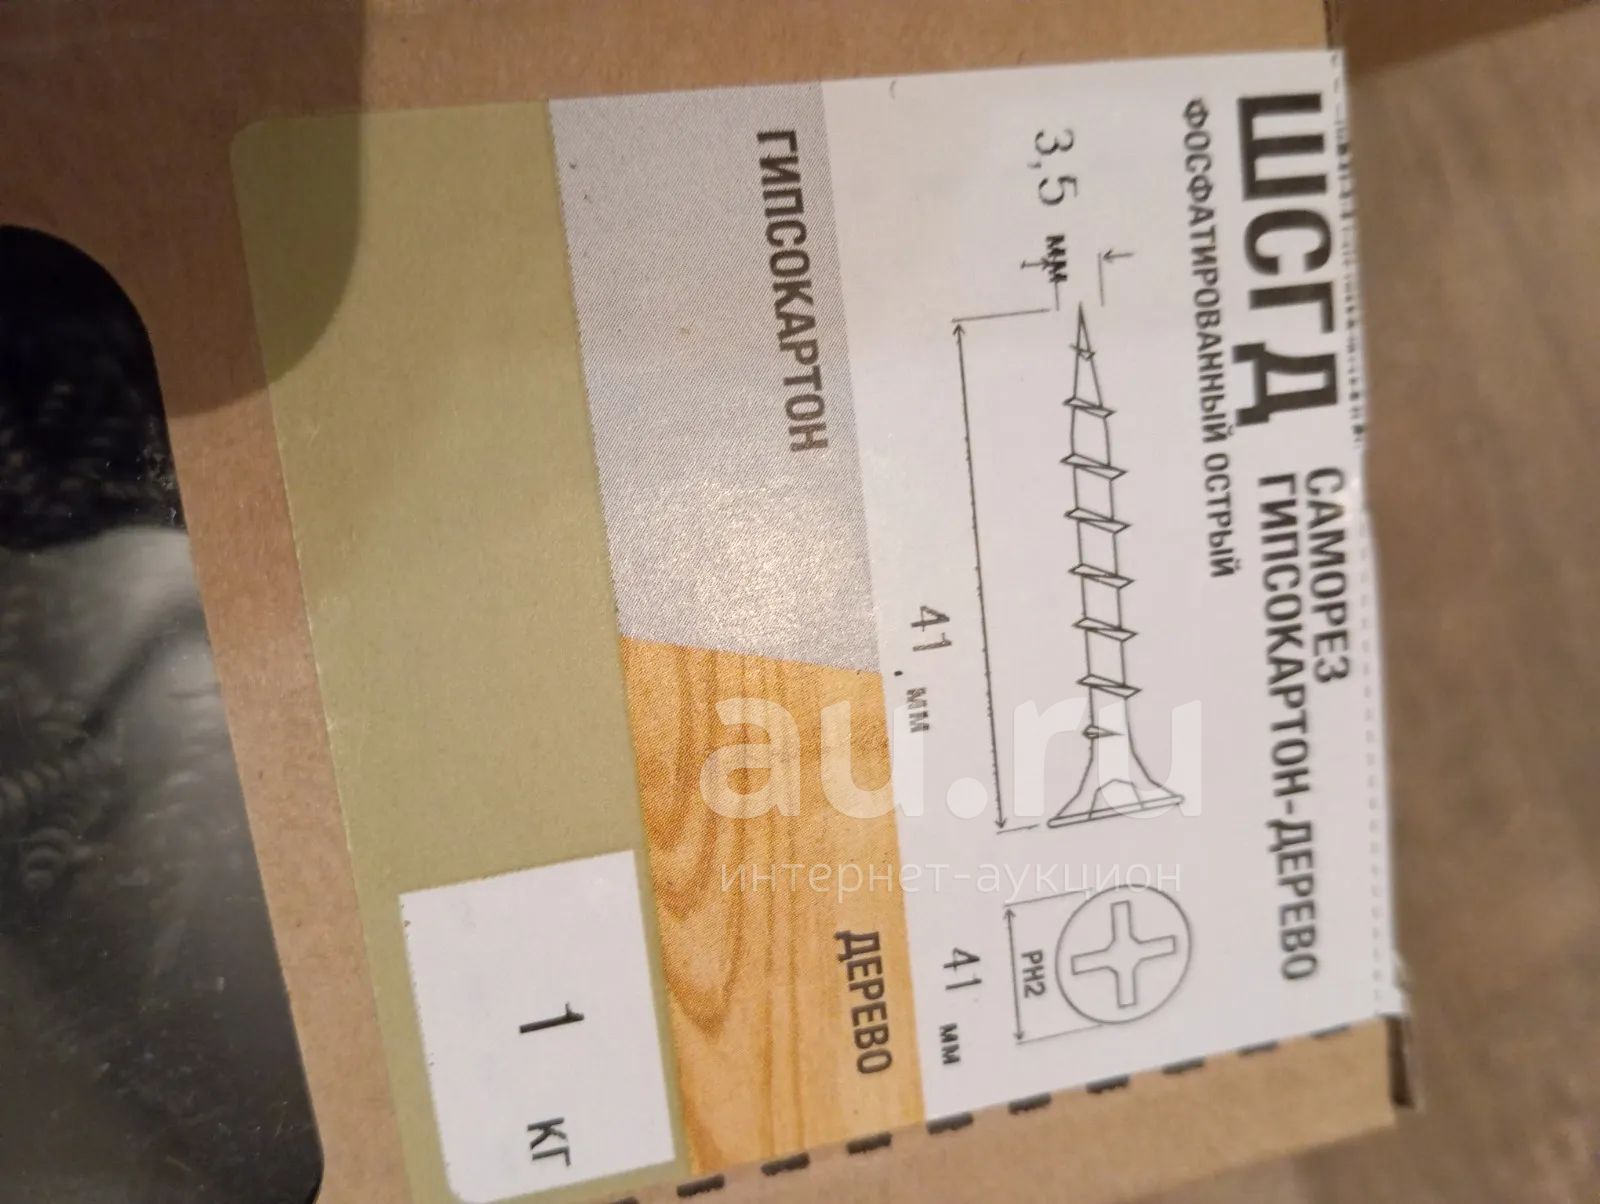 ШСГД
САМОРЕЗ
ГИПСОКАРТОН-ДЕРЕВО
ФОСФАТИРОВАННЫЙ ОСТРЫЙ
3,5 мм
41 мм
PH2
41 мм
ГИПСОКАРТОН
ДЕРЕВО
1 КГ
au.ru
интернет-аукцион